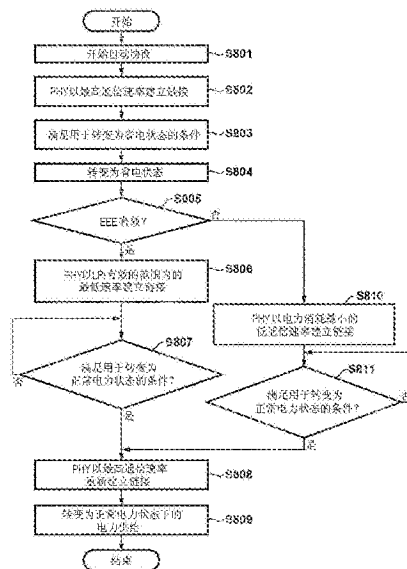 开始
开始自动协商
S801
PHY以最高通信速率建立链接
S802
满足用于转变为省电状态的条件
S803
转变为省电状态
S804
S805
EEE有效?
否
是
PHY以LPI有效的范围内的
最低速率建立链接
S806
S810
PHY以电力消耗最小的
低通信速率建立链接
S807
满足用于转变为
正常电力状态的条件?
否
是
S811
满足用于转变为
正常电力状态的条件?
否
是
PHY以最高通信速率
重新建立链接
S808
转变为正常电力状态下的
电力供给
S809
结束